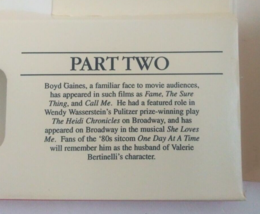 PART TWO
Boyd Gaines, a familiar face to movie audiences,
has appeared in such films as Fame, The Sure
Thing, and Call Me. He had a featured role in
Wendy Wasserstein's Pulitzer prize-winning play
The Heidi Chronicles on Broadway, and has
appeared on Broadway in the musical She Loves
Me. Fans of the '80s sitcom One Day At A Time
will remember him as the husband of Valerie
Bertinelli's character.